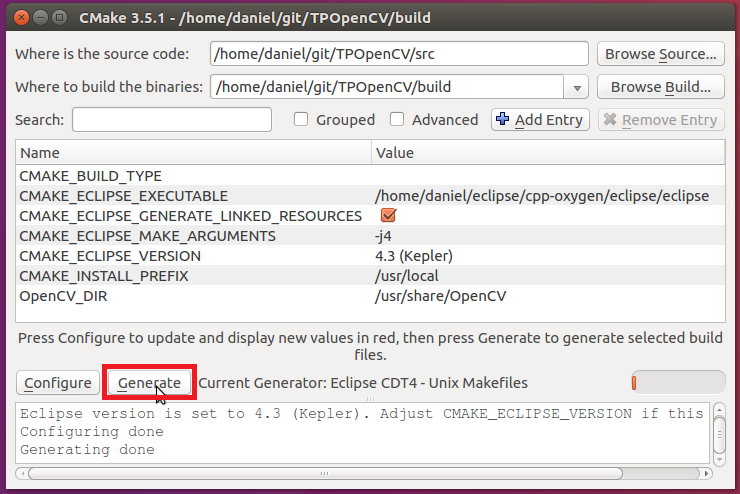 CMake 3.5.1 - /home/daniel/git/TPOpenCV/build
Where is the source code: /home/daniel/git/TPOpenCV/src Browse Source...
Where to build the binaries: /home/daniel/git/TPOpenCV/build Browse Build...
Search: Grouped Advanced Add Entry Remove Entry
Name Value
CMAKE_BUILD_TYPE
CMAKE_ECLIPSE_EXECUTABLE /home/daniel/eclipse/cpp-oxygen/eclipse/eclipse
CMAKE_ECLIPSE_GENERATE_LINKED_RESOURCES
CMAKE_ECLIPSE_MAKE_ARGUMENTS -j4
CMAKE_ECLIPSE_VERSION 4.3 (Kepler)
CMAKE_INSTALL_PREFIX /usr/local
OpenCV_DIR /usr/share/OpenCV
Press Configure to update and display new values in red, then press Generate to generate selected build
files.
Configure Generate Current Generator: Eclipse CDT4 - Unix Makefiles
Eclipse version is set to 4.3 (Kepler). Adjust CMAKE_ECLIPSE_VERSION if this
Configuring done
Generating done